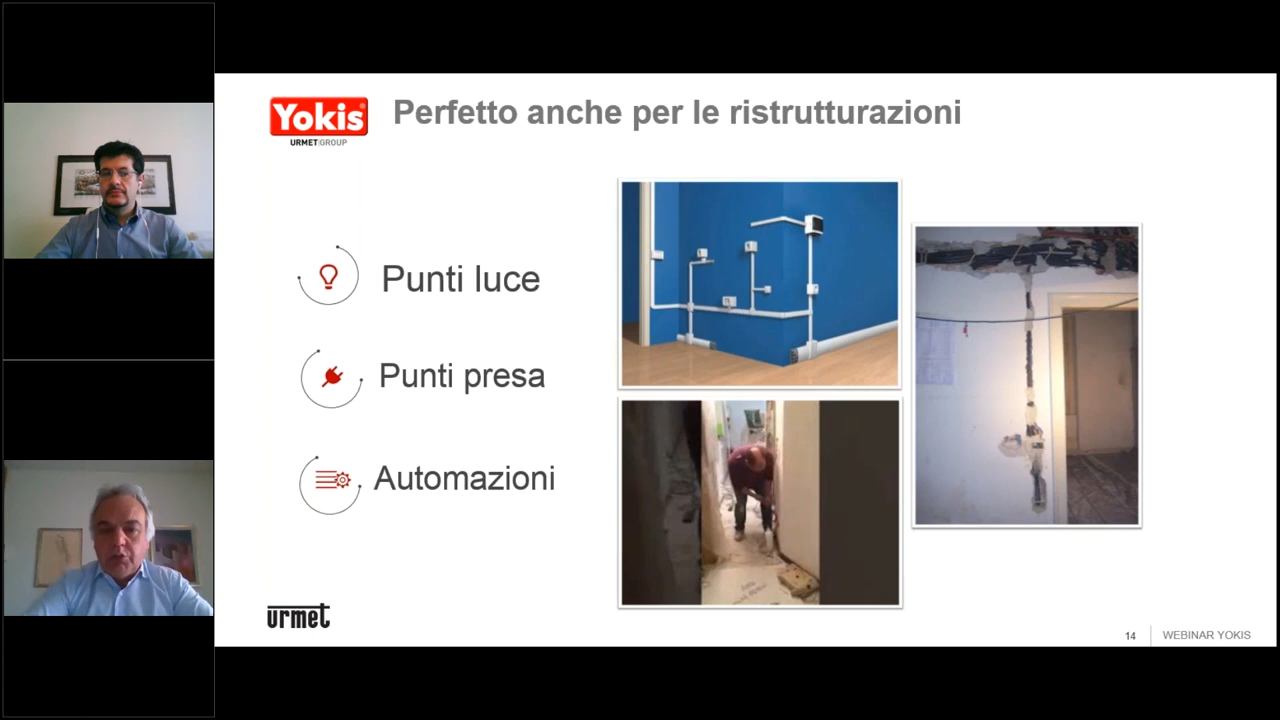 Yokis
URMET GROUP
Perfetto anche per le ristrutturazioni
Punti luce
Punti presa
Automazioni
urmet
14
WEBINAR YOKIS